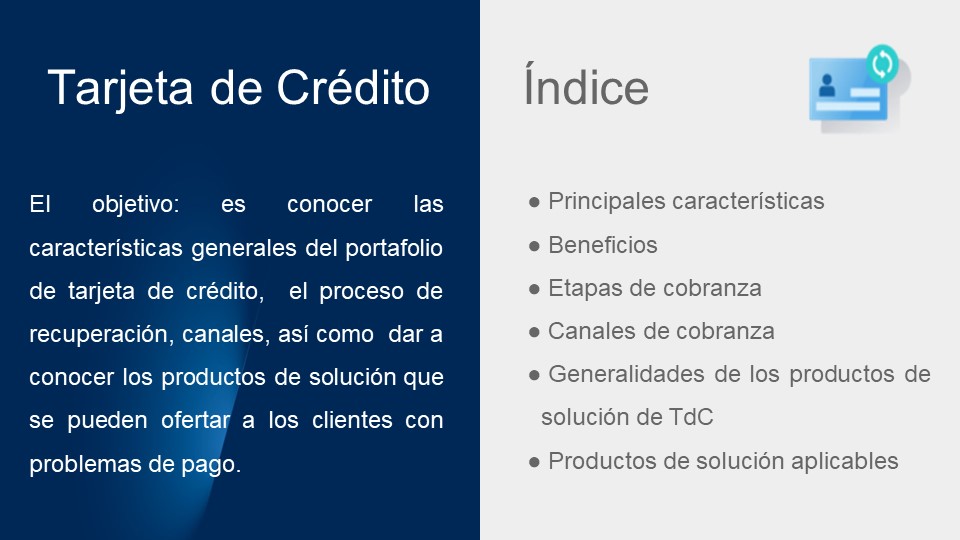 Tarjeta de Crédito
El objetivo: es conocer las
características generales del portafolio
de tarjeta de crédito, el proceso de
recuperación, canales, así como dar a
conocer los productos de solución que
se pueden ofertar a los clientes con
problemas de pago.
Índice
● Principales características
● Beneficios
● Etapas de cobranza
● Canales de cobranza
● Generalidades de los productos de
solución de TdC
● Productos de solución aplicables